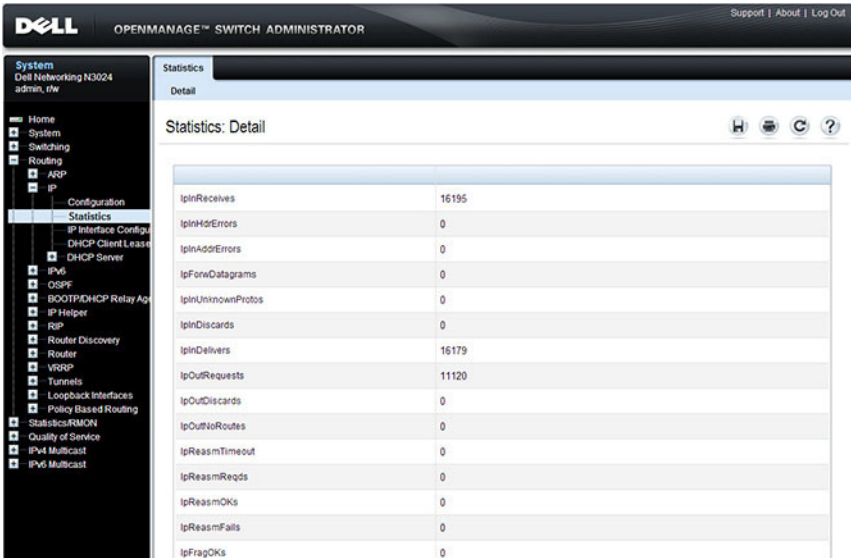 Support | About | Log Out
DELL OPENMANAGE™ SWITCH ADMINISTRATOR
System
Dell Networking N3024
admin, r/w
Home
System
Switching
Routing
ARP
IP
Configuration
Statistics
IP Interface Configu
DHCP Client Lease
DHCP Server
IPv6
OSPF
BOOTP/DHCP Relay Age
IP Helper
RIP
Router Discovery
Router
VRRP
Tunnels
Loopback Interfaces
Policy Based Routing
Statistics/RMON
Quality of Service
IPv4 Multicast
IPv6 Multicast
Statistics
Detail
Statistics: Detail
?
IpInReceives 16195
IpInHdrErrors 0
IpInAddrErrors 0
IpForwDatagrams 0
IpInUnknownProtos 0
IpInDiscards 0
IpInDelivers 16179
IpOutRequests 11120
IpOutDiscards 0
IpOutNoRoutes 0
IpReasmTimeout 0
IpReasmReqds 0
IpReasmOKs 0
IpReasmFails 0
IpFragOKs 0